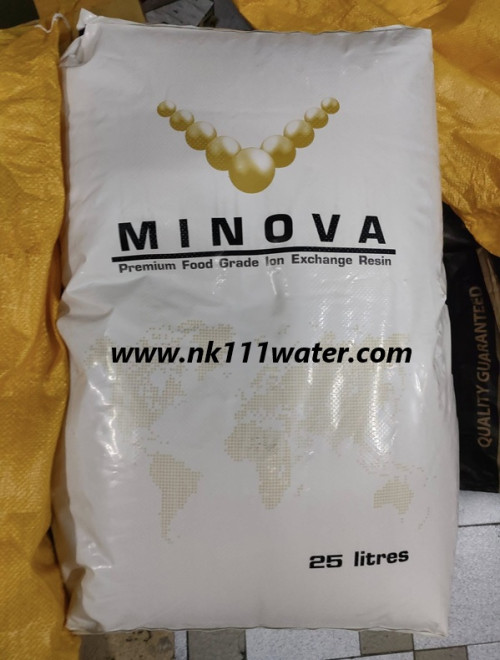 MINOVA
Premium Food Grade Ion Exchange Resin
www.nk111water.com
25 litres
QUALITY GUARANTEED